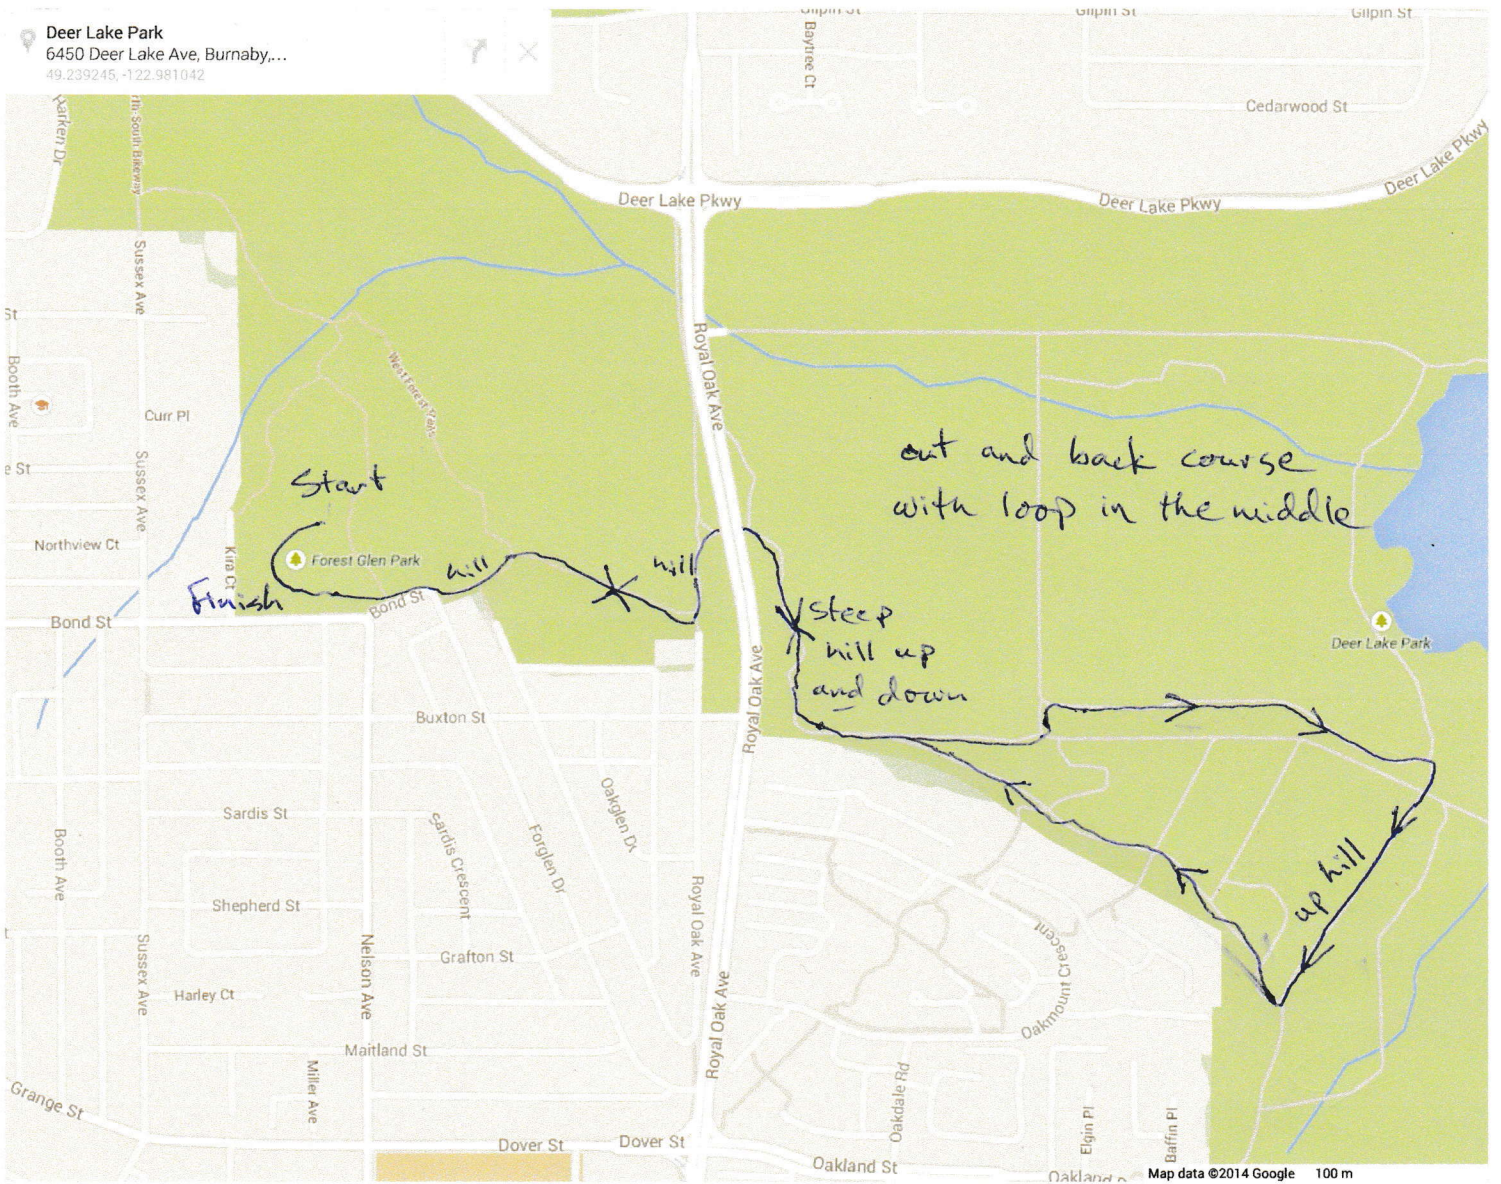 Deer Lake Park
6450 Deer Lake Ave, Burnaby,...
49.239245, -122.981042
Gilpin St
Gilpin St
Gilpin St
Baytree Ct
Cedarwood St
Harken Dr
rth-South Bikeway
Deer Lake Pkwy
Deer Lake Pkwy
Deer Lake Pkwy
Sussex Ave
St
Booth Ave
Curr Pl
Royal Oak Ave
out and back course
with loop in the middle
e St
Sussex Ave
Start
Northview Ct
Kira Ct
Forest Glen Park
hill
hill
Finish
Bond St
Bond St
steep
hill up
and down
Deer Lake Park
Royal Oak Ave
Buxton St
Oakglen Dr
Sardis St
Sardis Crescent
Forglen Dr
Booth Ave
up hill
Shepherd St
Royal Oak Ave
Sussex Ave
Nelson Ave
Grafton St
Oakmount Crescent
Harley Ct
Royal Oak Ave
Maitland St
Miller Ave
Grange St
Oakdale Rd
Elgin Pl
Baffin Pl
Dover St
Dover St
Oakland St
Oakland
Map data ©2014 Google 100 m